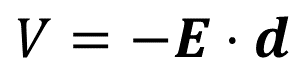 V = −E · d